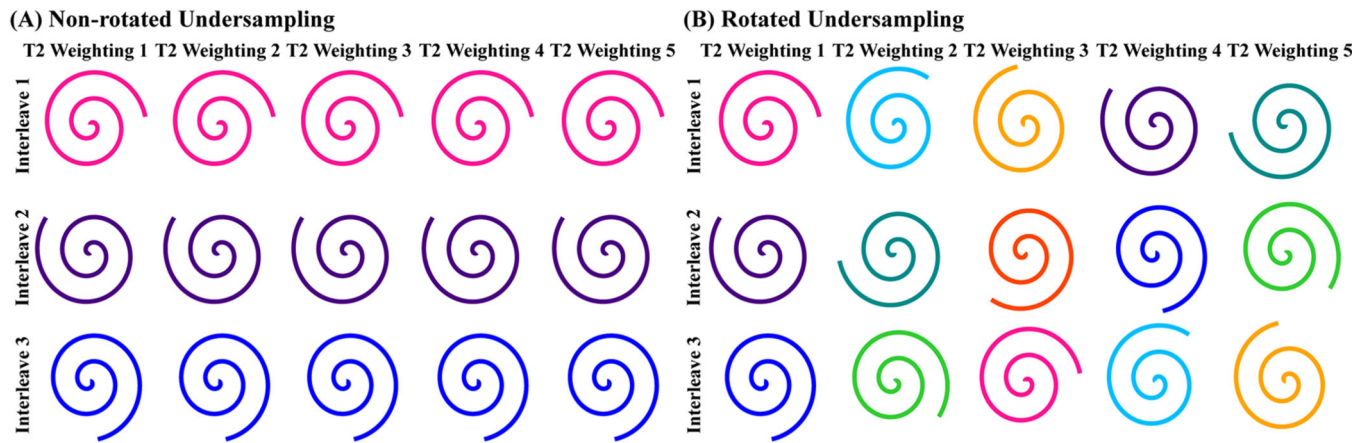 (A) Non-rotated Undersampling
T2 Weighting 1 T2 Weighting 2 T2 Weighting 3 T2 Weighting 4 T2 Weighting 5
Interleave 1
Interleave 2
Interleave 3
(B) Rotated Undersampling
T2 Weighting 1 T2 Weighting 2 T2 Weighting 3 T2 Weighting 4 T2 Weighting 5
Interleave 1
Interleave 2
Interleave 3